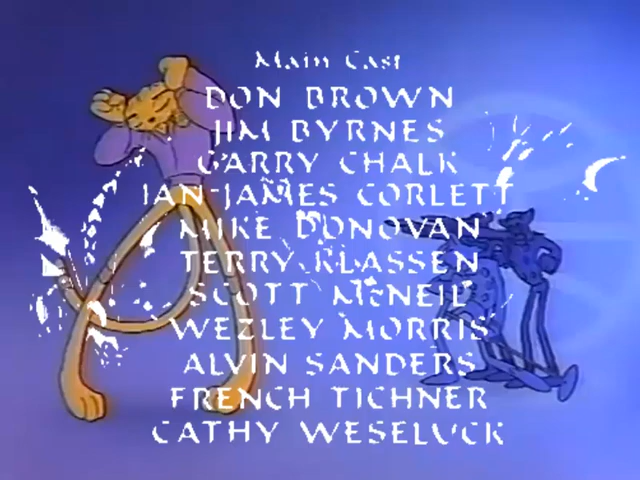 Main Cast
DON BROWN
JIM BYRNES
GARRY CHALK
IAN JAMES CORLETT
MIKE DONOVAN
TERRY KLASSEN
SCOTT McNEIL
WEZLEY MORRIS
ALVIN SANDERS
FRENCH TICHNER
CATHY WESELUCK